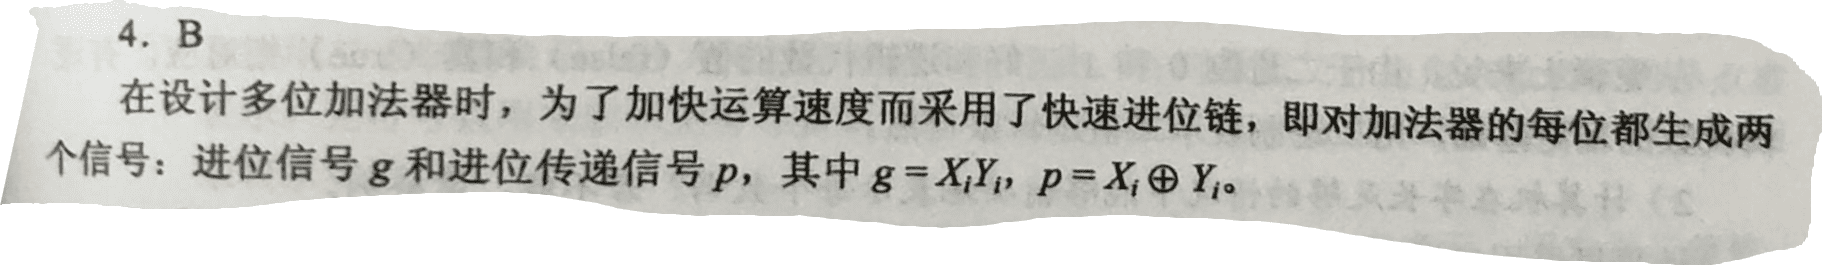 4. B
在设计多位加法器时，为了加快运算速度而采用了快速进位链，即对加法器的每位都生成两
个信号：进位信号 g 和进位传递信号 p，其中 g = XᵢYᵢ，p = Xᵢ ⊕ Yᵢ。